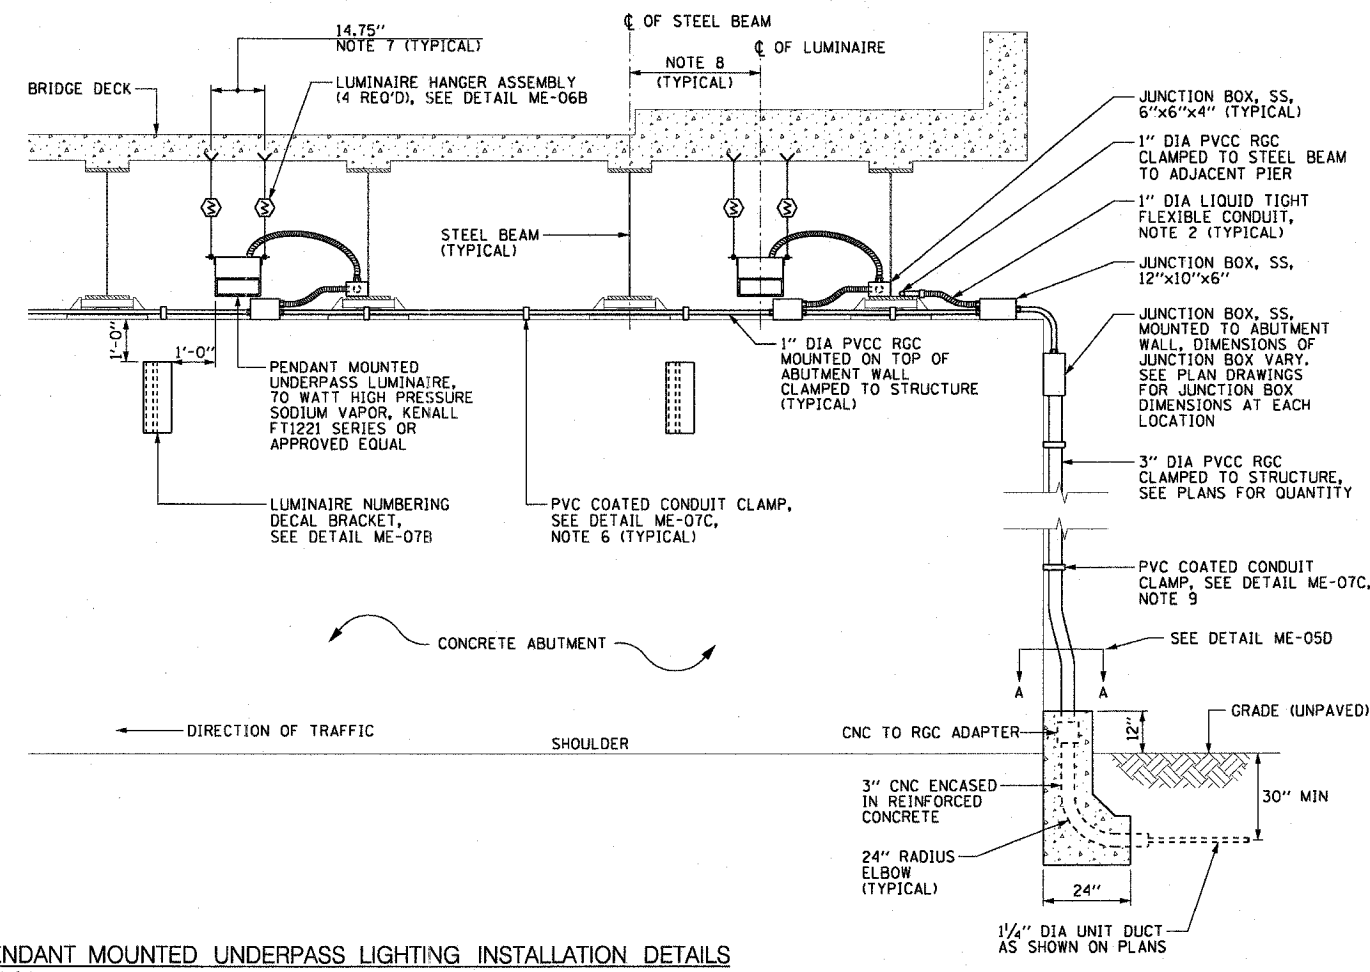 ℄ OF STEEL BEAM
14.75"
NOTE 7 (TYPICAL)
℄ OF LUMINAIRE
NOTE 8
(TYPICAL)
BRIDGE DECK
LUMINAIRE HANGER ASSEMBLY
(4 REQ'D), SEE DETAIL ME-06B
JUNCTION BOX, SS,
6"x6"x4" (TYPICAL)
1" DIA PVCC RGC
CLAMPED TO STEEL BEAM
TO ADJACENT PIER
1" DIA LIQUID TIGHT
FLEXIBLE CONDUIT,
NOTE 2 (TYPICAL)
STEEL BEAM
(TYPICAL)
JUNCTION BOX, SS,
12"x10"x6"
JUNCTION BOX, SS,
MOUNTED TO ABUTMENT
WALL, DIMENSIONS OF
JUNCTION BOX VARY.
SEE PLAN DRAWINGS
FOR JUNCTION BOX
DIMENSIONS AT EACH
LOCATION
1'-0"
1'-0"
PENDANT MOUNTED
UNDERPASS LUMINAIRE,
70 WATT HIGH PRESSURE
SODIUM VAPOR, KENALL
FT1221 SERIES OR
APPROVED EQUAL
1" DIA PVCC RGC
MOUNTED ON TOP OF
ABUTMENT WALL
CLAMPED TO STRUCTURE
(TYPICAL)
3" DIA PVCC RGC
CLAMPED TO STRUCTURE,
SEE PLANS FOR QUANTITY
LUMINAIRE NUMBERING
DECAL BRACKET,
SEE DETAIL ME-07B
PVC COATED CONDUIT CLAMP,
SEE DETAIL ME-07C,
NOTE 6 (TYPICAL)
PVC COATED CONDUIT
CLAMP, SEE DETAIL ME-07C,
NOTE 9
CONCRETE ABUTMENT
SEE DETAIL ME-05D
A
A
GRADE (UNPAVED)
DIRECTION OF TRAFFIC
CNC TO RGC ADAPTER
12"
SHOULDER
3" CNC ENCASED
IN REINFORCED
CONCRETE
30" MIN
24" RADIUS
ELBOW
(TYPICAL)
24"
1¼" DIA UNIT DUCT
AS SHOWN ON PLANS
ENDANT MOUNTED UNDERPASS LIGHTING INSTALLATION DETAILS